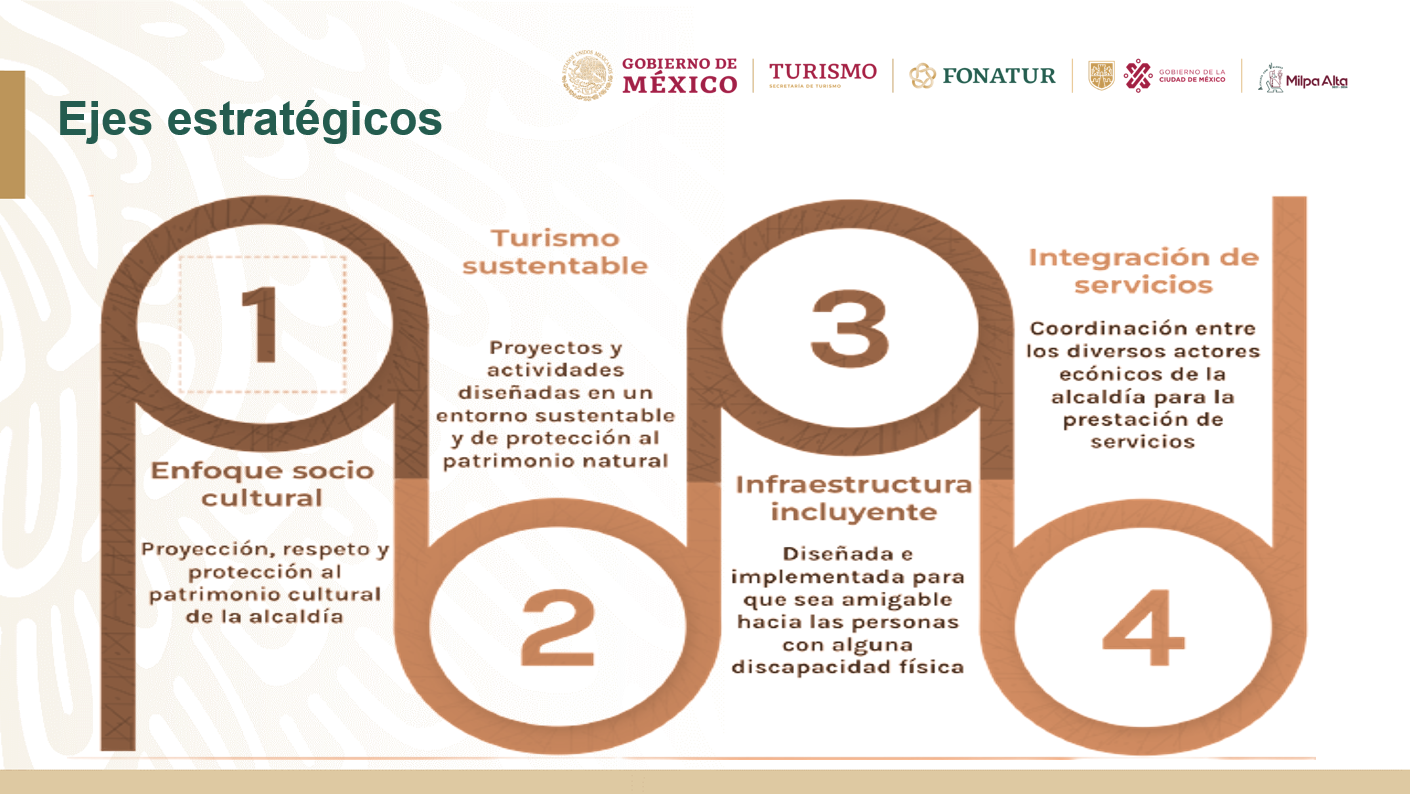 GOBIERNO DE
MÉXICO
TURISMO
SECRETARÍA DE TURISMO
FONATUR
GOBIERNO DE LA
CIUDAD DE MÉXICO
Milpa Alta
Ejes estratégicos
1
Enfoque socio
cultural
Proyección, respeto y
protección al
patrimonio cultural
de la alcaldía
Turismo
sustentable
Proyectos y
actividades
diseñadas en un
entorno sustentable
y de protección al
patrimonio natural
2
3
Infraestructura
incluyente
Diseñada e
implementada para
que sea amigable
hacia las personas
con alguna
discapacidad física
Integración de
servicios
Coordinación entre
los diversos actores
ecónicos de la
alcaldía para la
prestación de
servicios
4